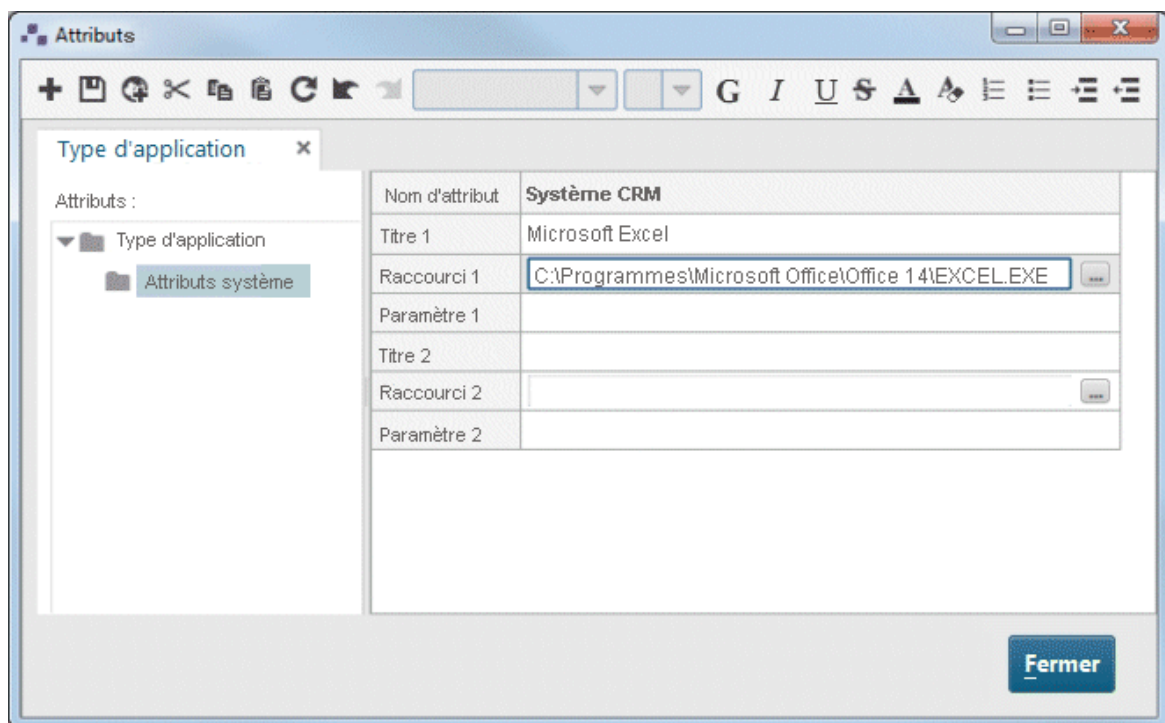 Attributs
G I U S A
Type d'application
Attributs :
Type d'application
Attributs système
Nom d'attribut Système CRM
Titre 1 Microsoft Excel
Raccourci 1 C:\Programmes\Microsoft Office\Office 14\EXCEL.EXE ...
Paramètre 1
Titre 2
Raccourci 2 ...
Paramètre 2
Fermer